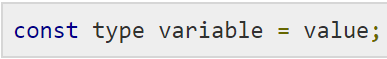 const type variable = value;